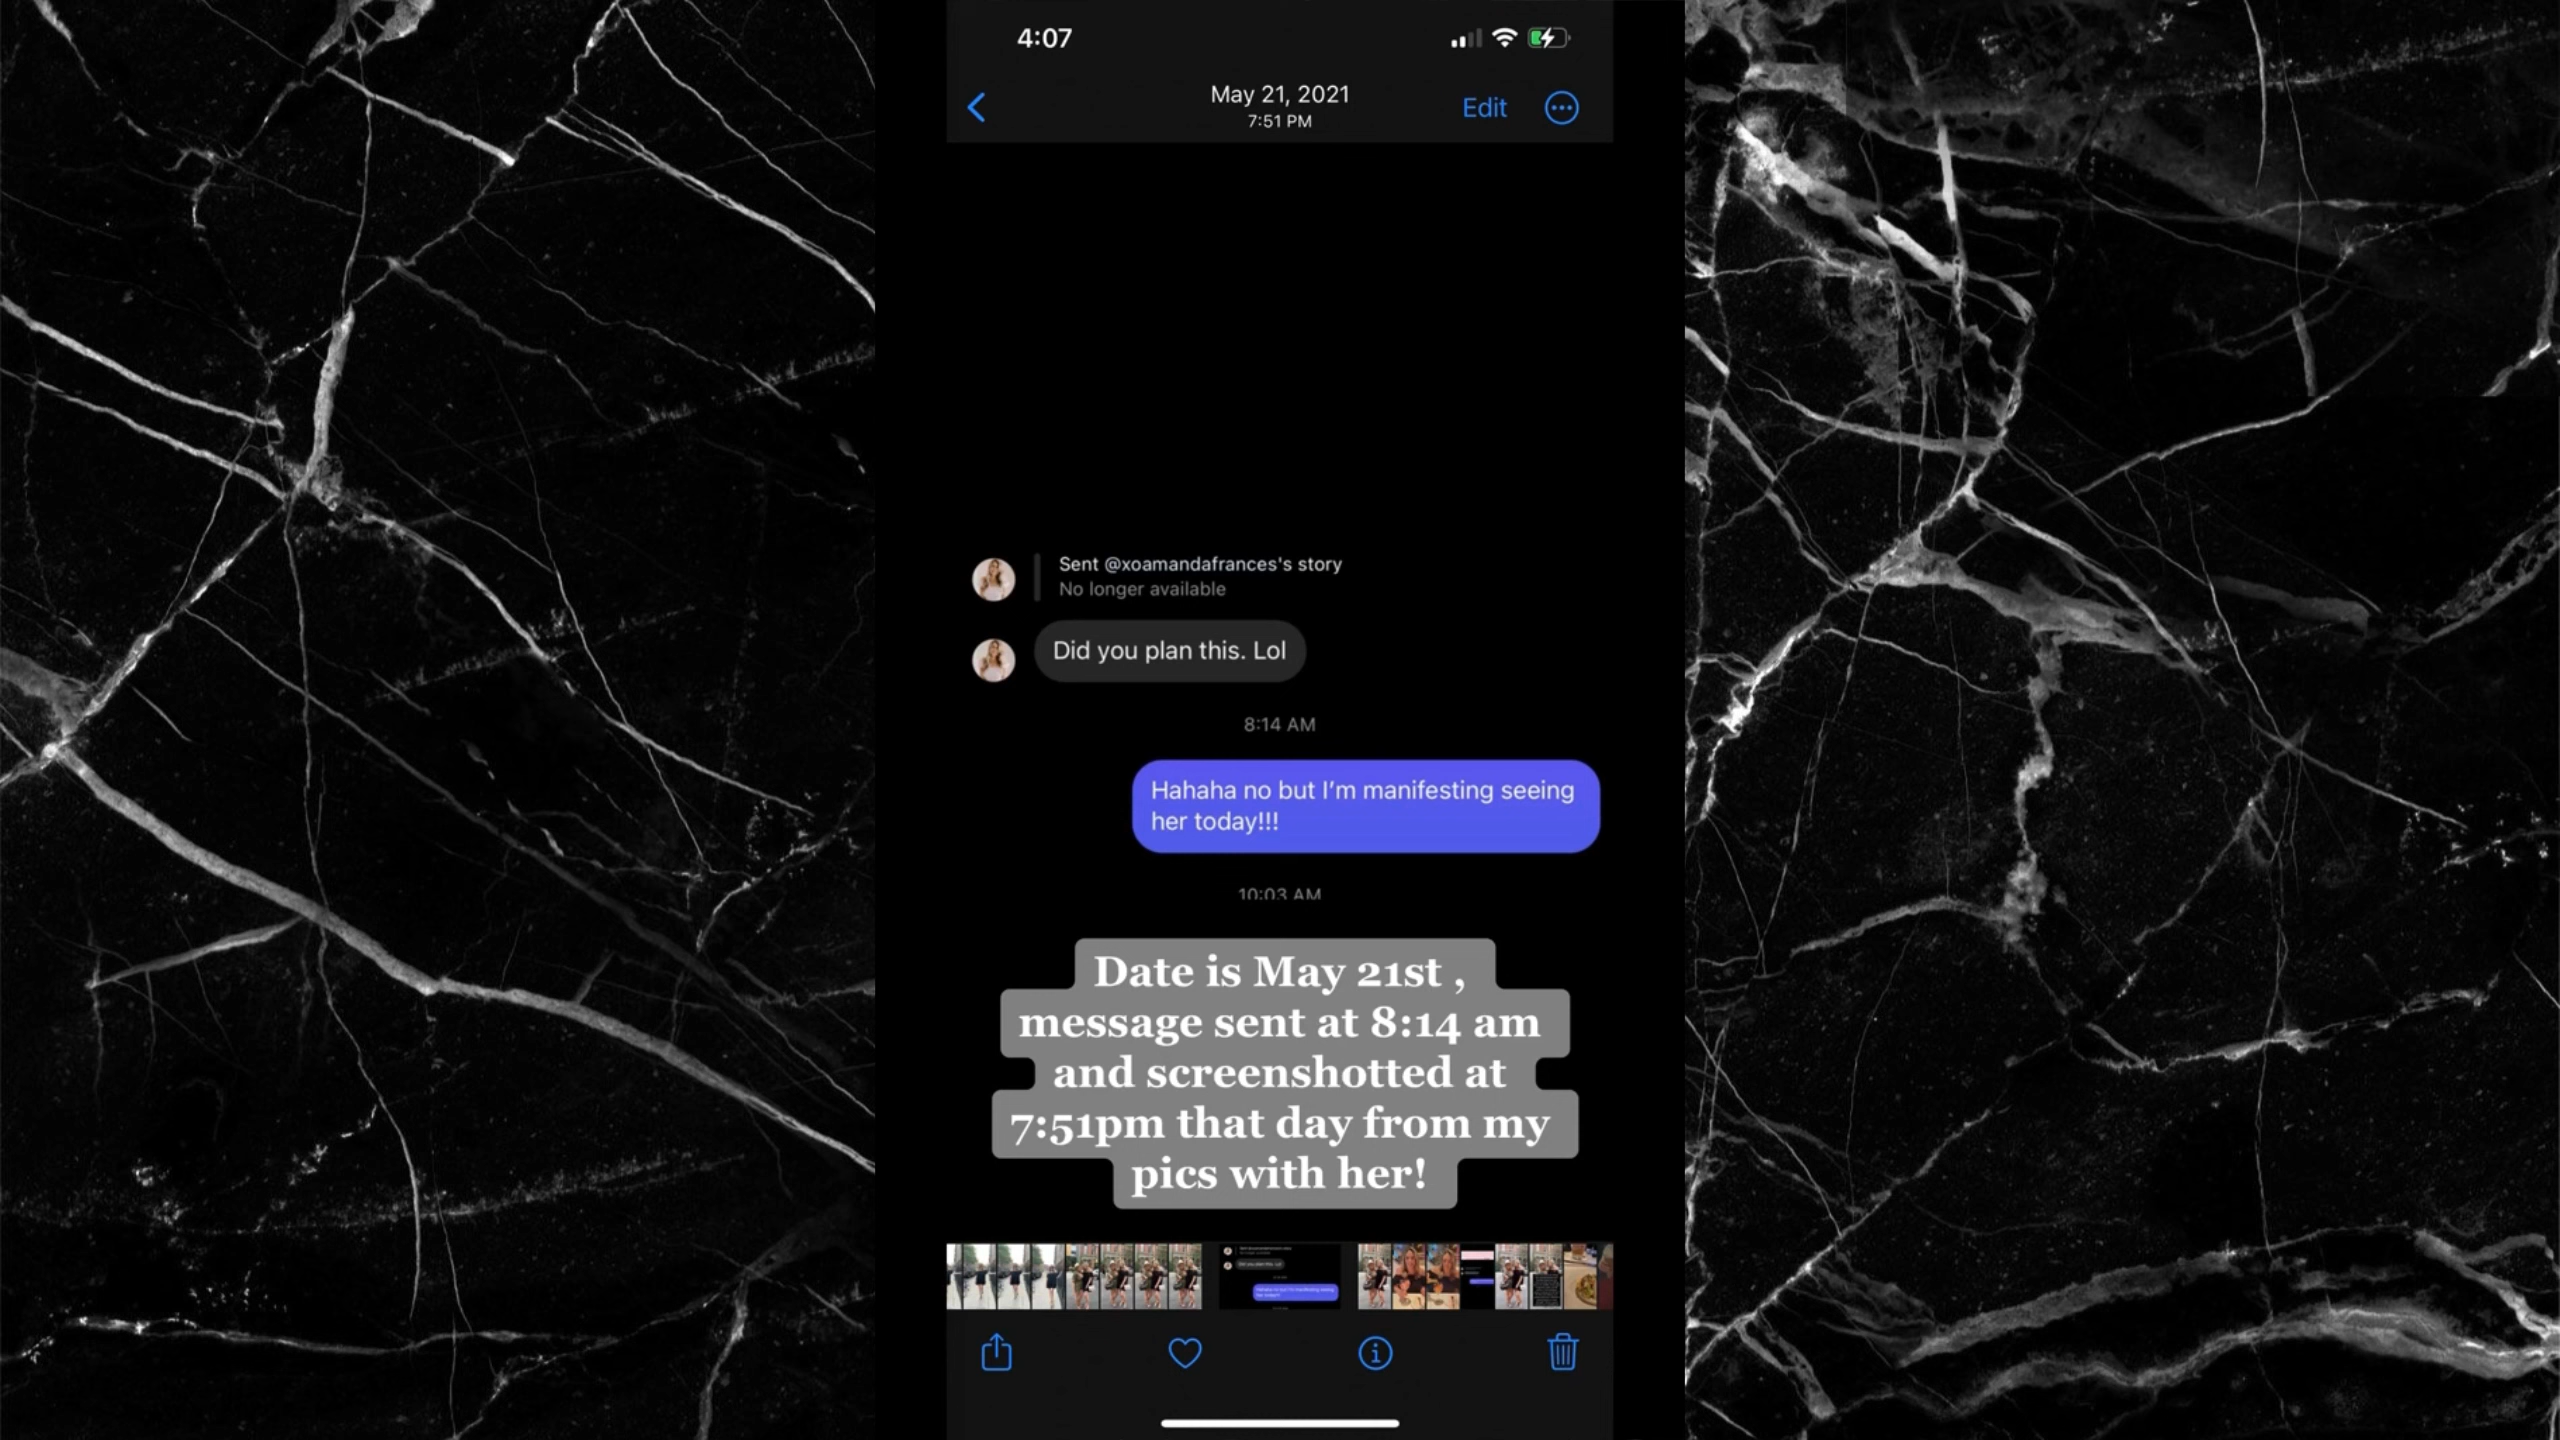 4:07
May 21, 2021
7:51 PM
Edit
Sent @xoamandafrances's story
No longer available
Did you plan this. Lol
8:14 AM
Hahaha no but I'm manifesting seeing
her today!!!
10:03 AM
Date is May 21st ,
message sent at 8:14 am
and screenshotted at
7:51pm that day from my
pics with her!